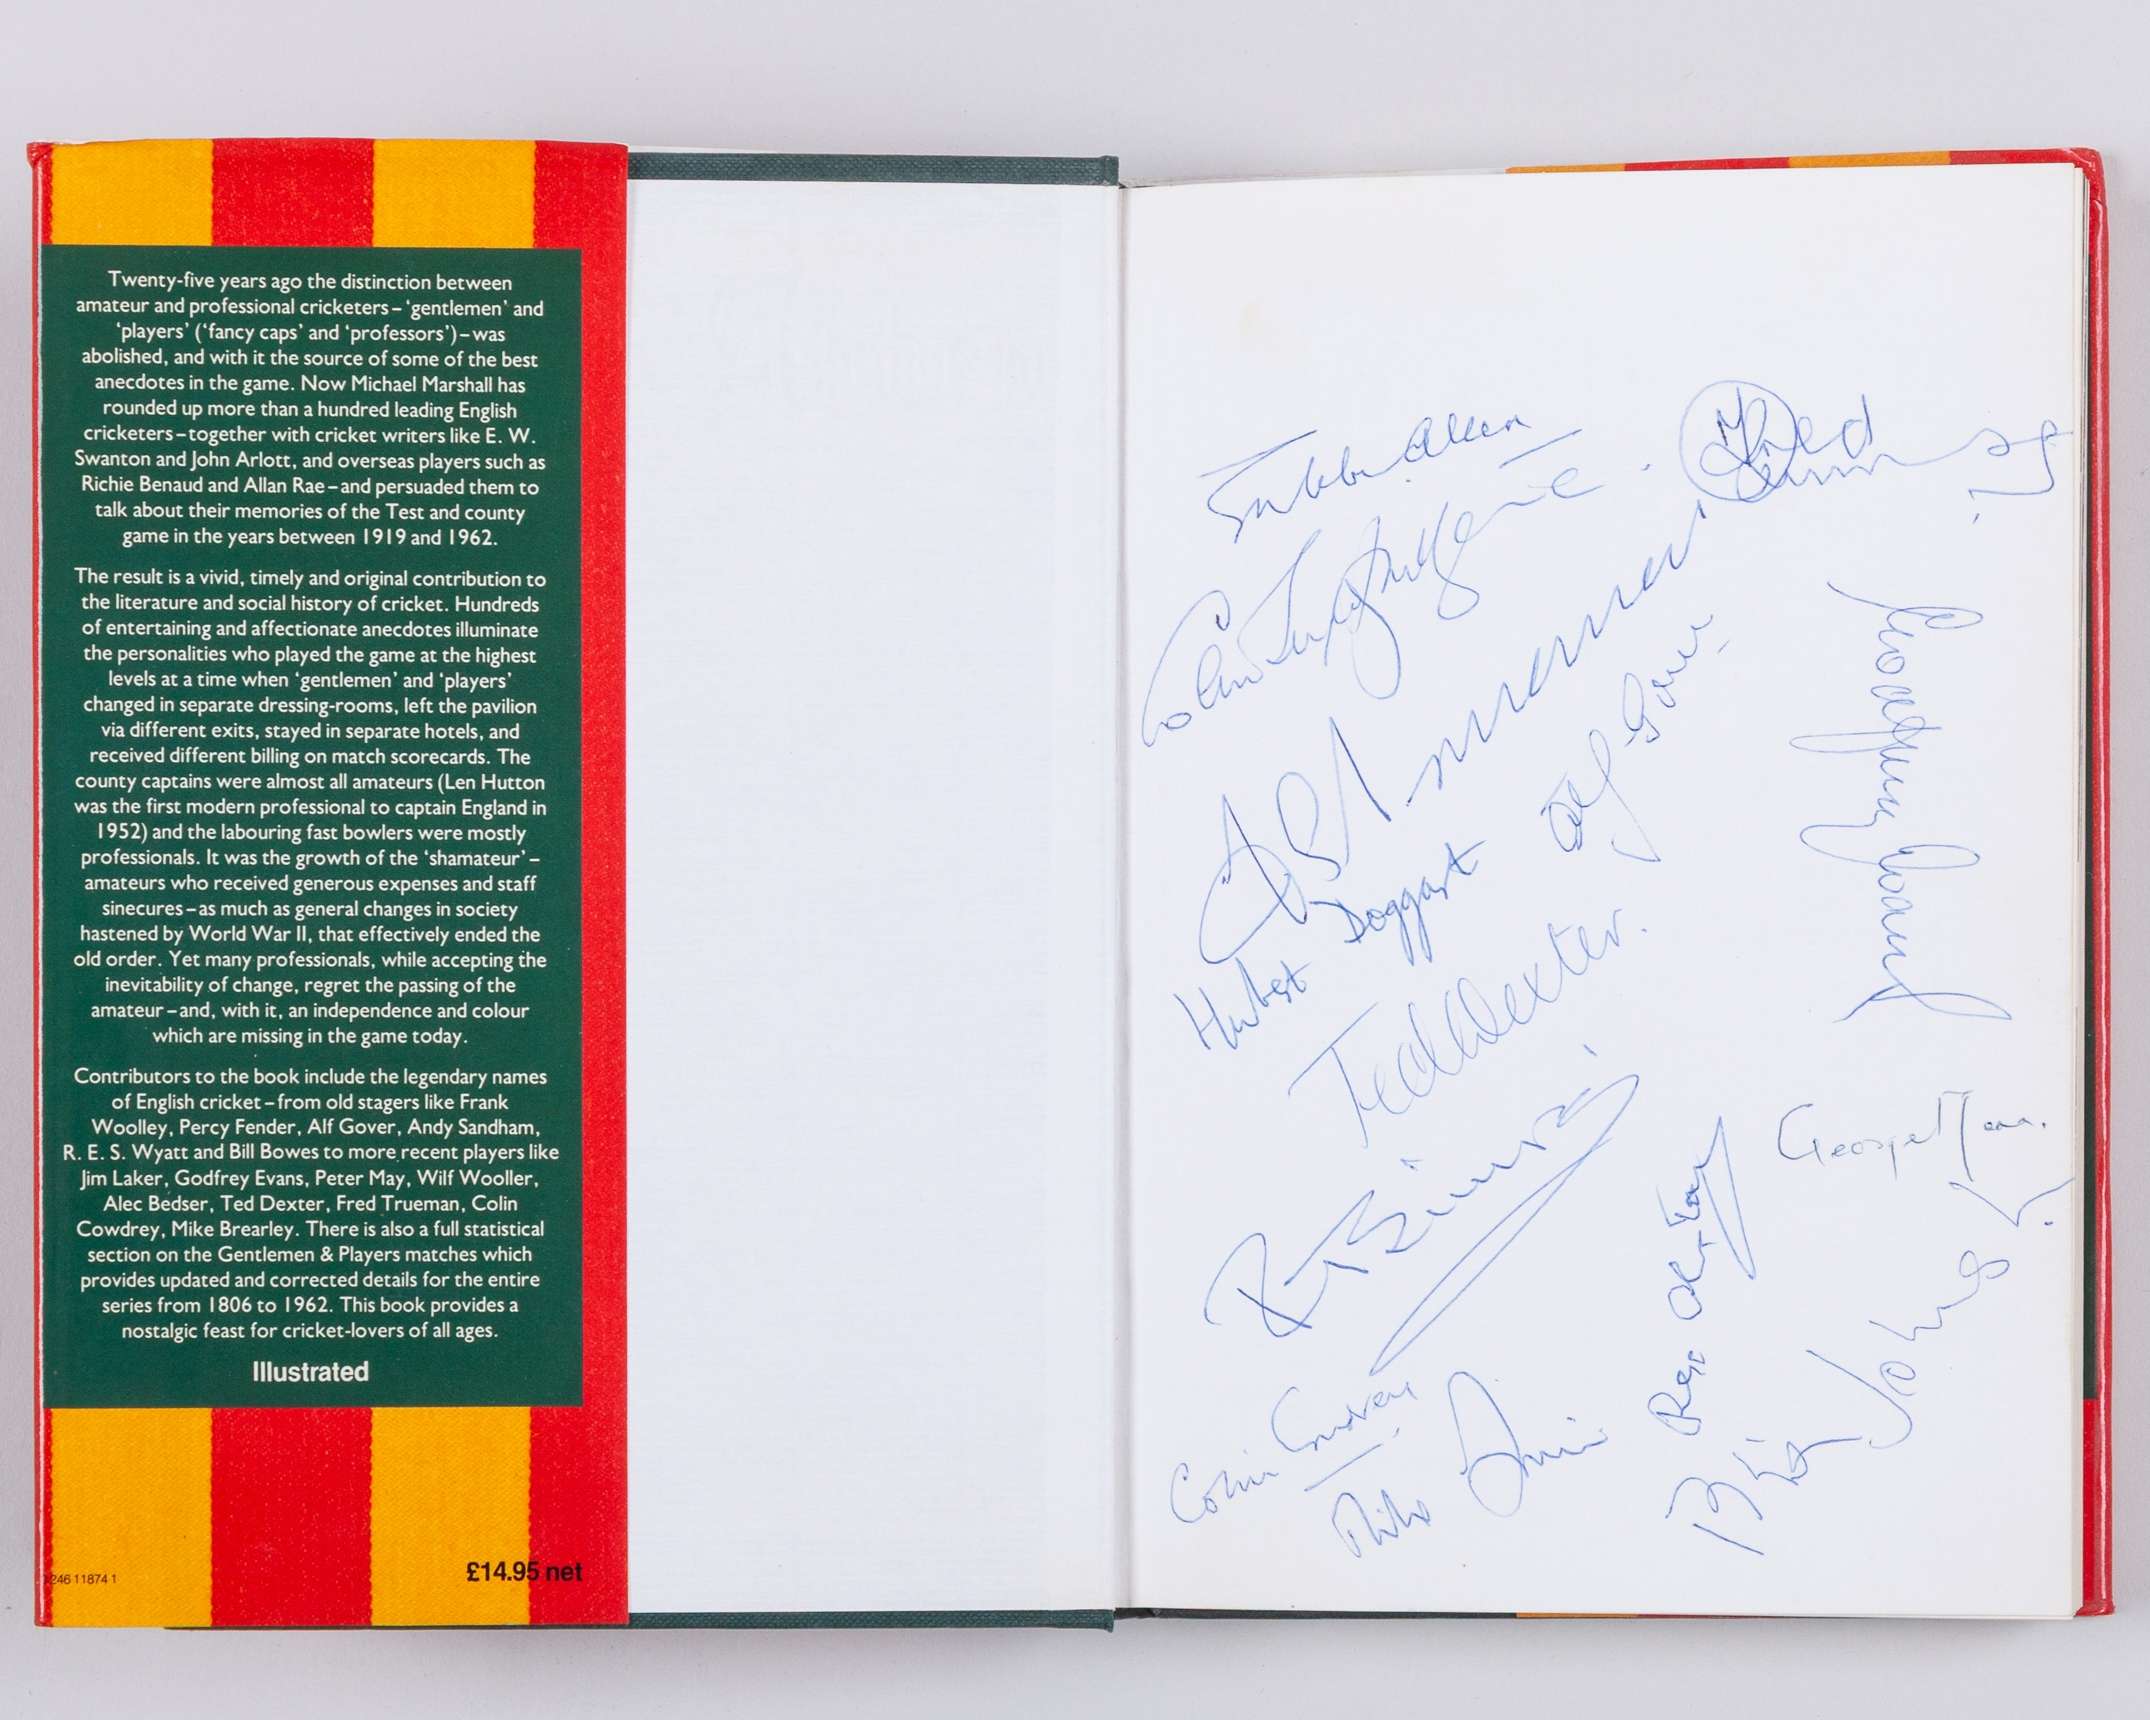 Twenty-five years ago the distinction between
amateur and professional cricketers – ‘gentlemen’ and
‘players’ (‘fancy caps’ and ‘professors’) – was
abolished, and with it the source of some of the best
anecdotes in the game. Now Michael Marshall has
rounded up more than a hundred leading English
cricketers – together with cricket writers like E. W.
Swanton and John Arlott, and overseas players such as
Richie Benaud and Allan Rae – and persuaded them to
talk about their memories of the Test and county
game in the years between 1919 and 1962.
The result is a vivid, timely and original contribution to
the literature and social history of cricket. Hundreds
of entertaining and affectionate anecdotes illuminate
the personalities who played the game at the highest
levels at a time when ‘gentlemen’ and ‘players’
changed in separate dressing-rooms, left the pavilion
via different exits, stayed in separate hotels, and
received different billing on match scorecards. The
county captains were almost all amateurs (Len Hutton
was the first modern professional to captain England in
1952) and the labouring fast bowlers were mostly
professionals. It was the growth of the ‘shamateur’ –
amateurs who received generous expenses and staff
sinecures – as much as general changes in society
hastened by World War II, that effectively ended the
old order. Yet many professionals, while accepting the
inevitability of change, regret the passing of the
amateur – and, with it, an independence and colour
which are missing in the game today.
Contributors to the book include the legendary names
of English cricket – from old stagers like Frank
Woolley, Percy Fender, Alf Gover, Andy Sandham,
R. E. S. Wyatt and Bill Bowes to more recent players like
Jim Laker, Godfrey Evans, Peter May, Wilf Wooller,
Alec Bedser, Ted Dexter, Fred Trueman, Colin
Cowdrey, Mike Brearley. There is also a full statistical
section on the Gentlemen & Players matches which
provides updated and corrected details for the entire
series from 1806 to 1962. This book provides a
nostalgic feast for cricket-lovers of all ages.
Illustrated
246 11874 1
£14.95 net
Gubby Allen
Colin Ingleby-Mackenzie
Alf Gover
Hubert Doggart
Ted Dexter.
R T Simpson
Colin Cowdrey
Godfrey Evans
George Mann.